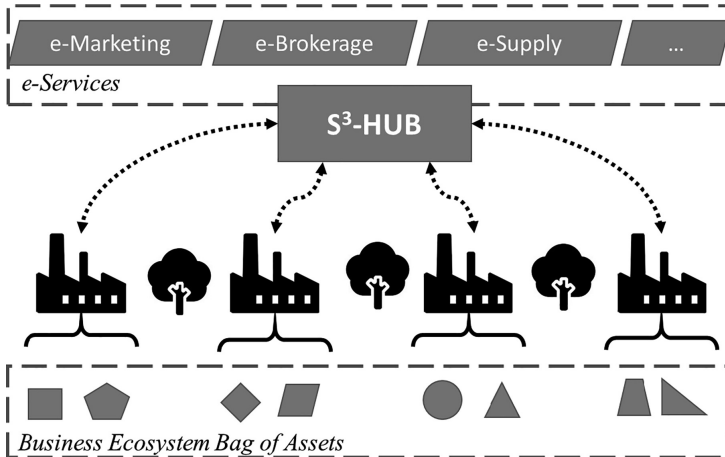 e-Marketing
e-Brokerage
e-Supply
...
e-Services
S³-HUB
Business Ecosystem Bag of Assets